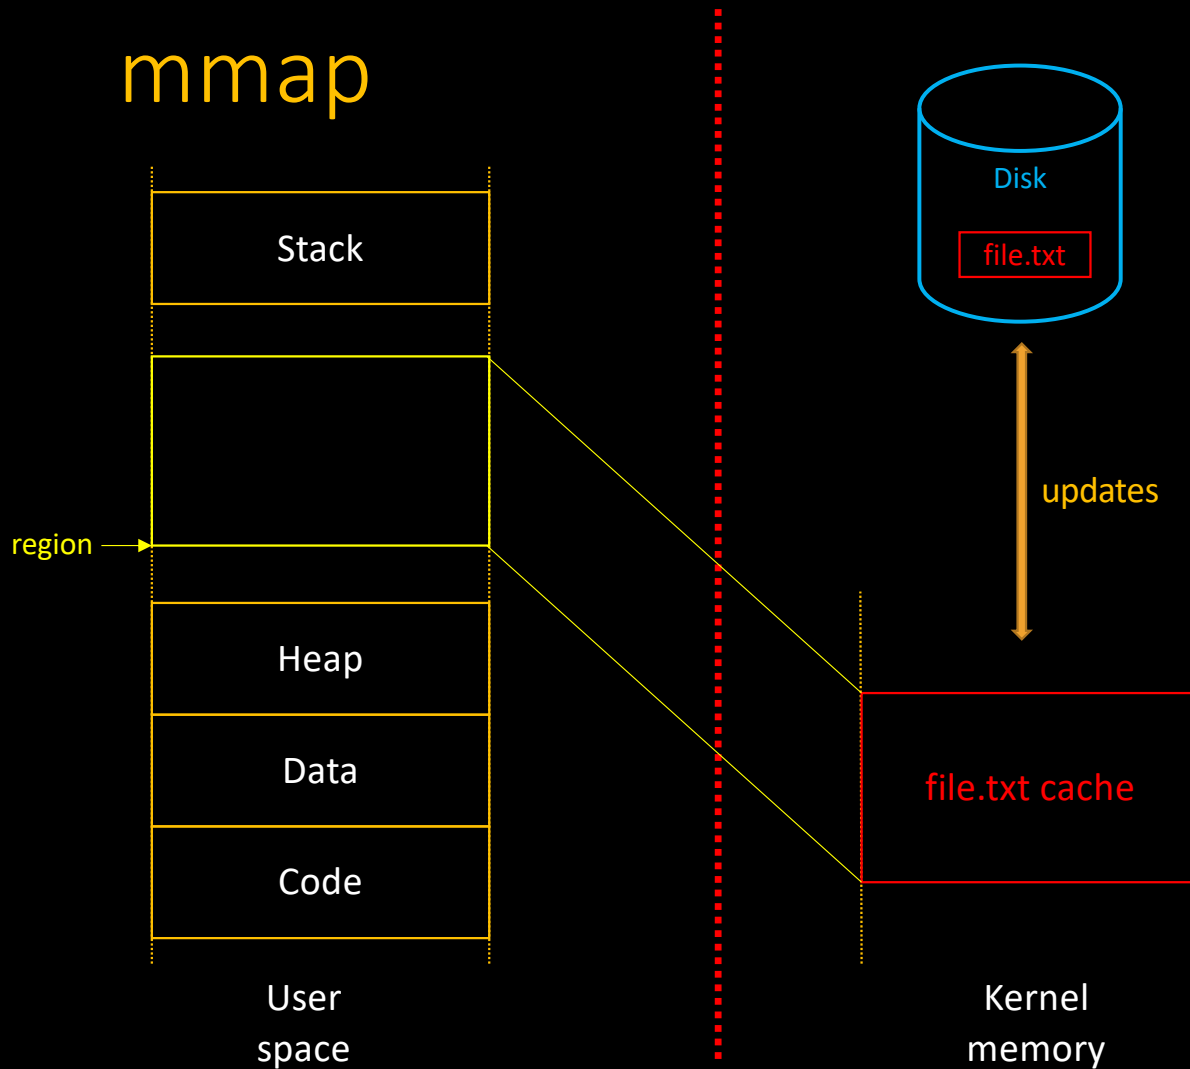 mmap
Stack
region
Heap
Data
Code
User
space
Disk
file.txt
updates
file.txt cache
Kernel
memory